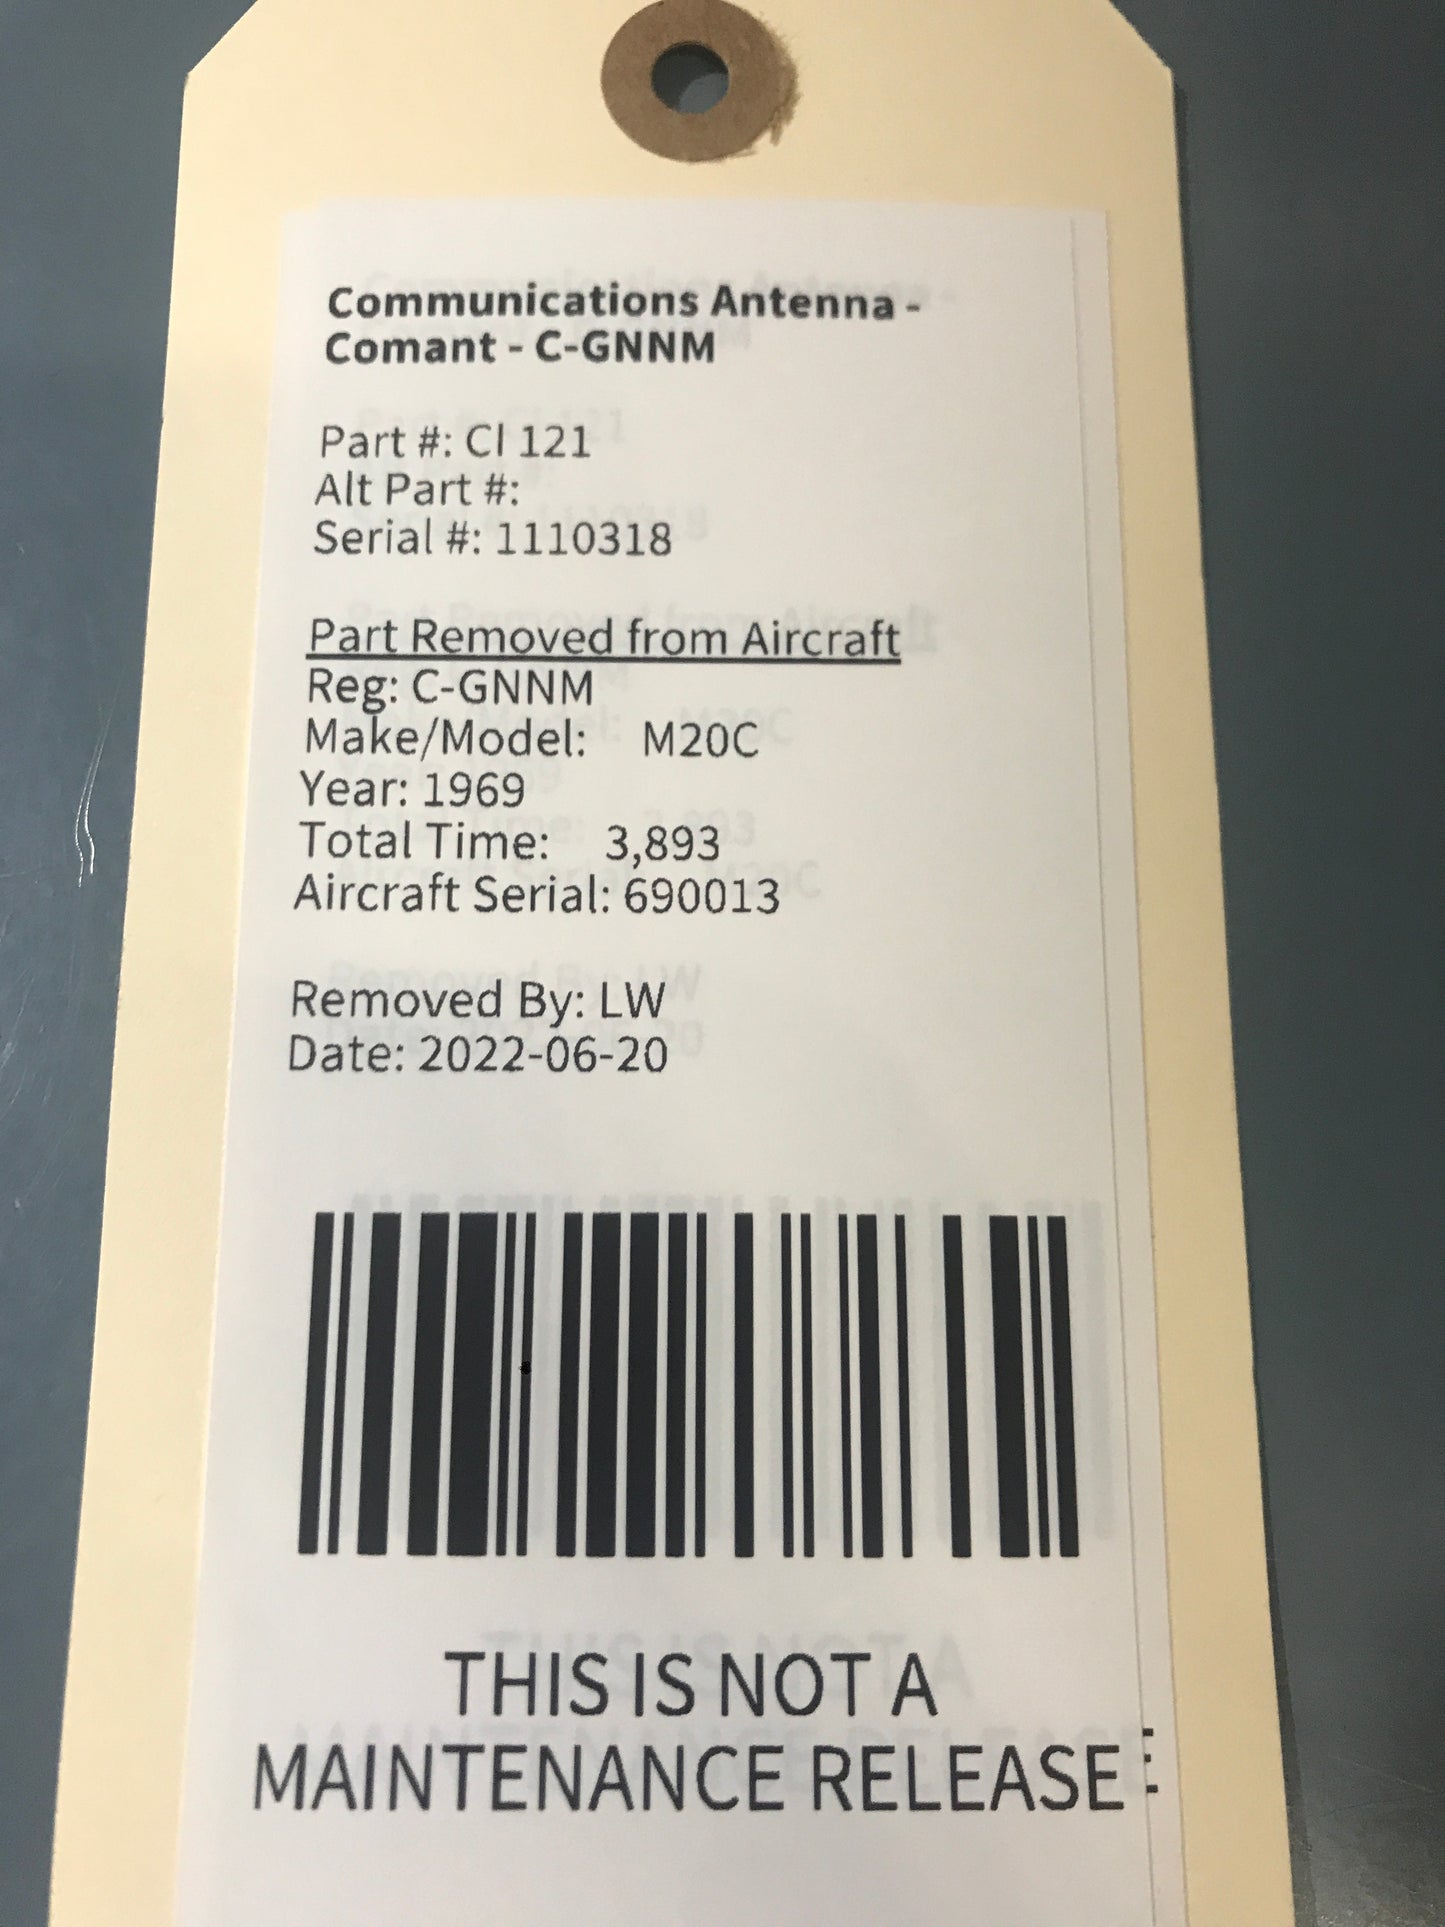 Communications Antenna -
Comant - C-GNNM
Part #: CI 121
Alt Part #:
Serial #: 1110318
Part Removed from Aircraft
Reg: C-GNNM
Make/Model: M20C
Year: 1969
Total Time: 3,893
Aircraft Serial: 690013
Removed By: LW
Date: 2022-06-20
THIS IS NOT A
MAINTENANCE RELEASE